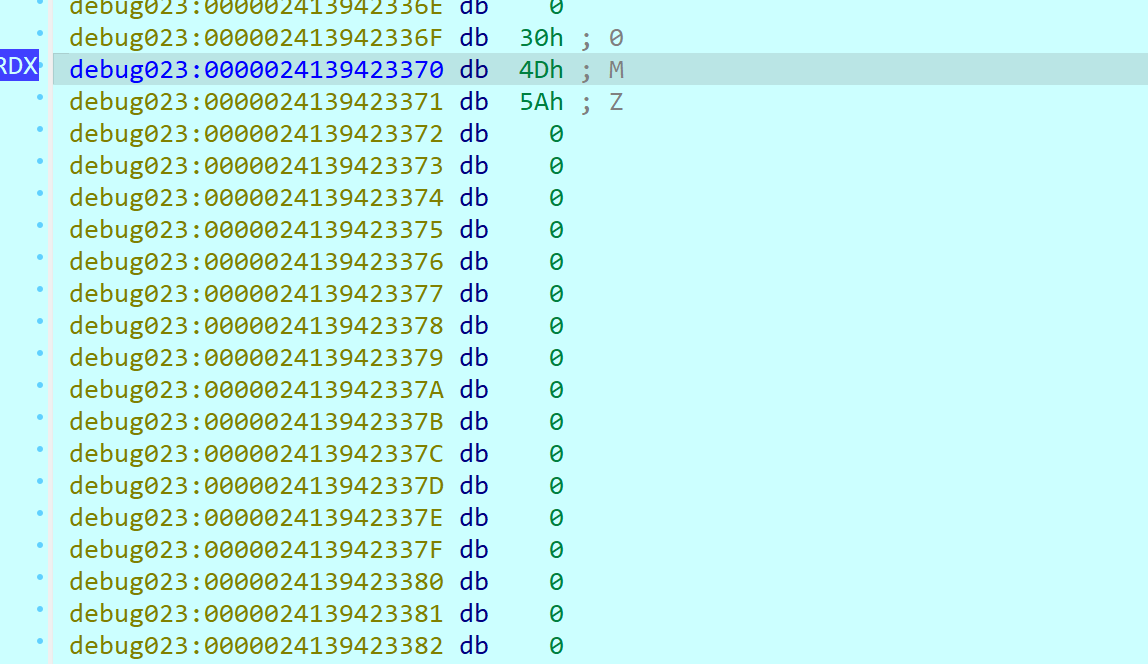 debug023:000002413942336E db 0
debug023:000002413942336F db 30h ; 0
RDX debug023:0000024139423370 db 4Dh ; M
debug023:0000024139423371 db 5Ah ; Z
debug023:0000024139423372 db 0
debug023:0000024139423373 db 0
debug023:0000024139423374 db 0
debug023:0000024139423375 db 0
debug023:0000024139423376 db 0
debug023:0000024139423377 db 0
debug023:0000024139423378 db 0
debug023:0000024139423379 db 0
debug023:000002413942337A db 0
debug023:000002413942337B db 0
debug023:000002413942337C db 0
debug023:000002413942337D db 0
debug023:000002413942337E db 0
debug023:000002413942337F db 0
debug023:0000024139423380 db 0
debug023:0000024139423381 db 0
debug023:0000024139423382 db 0